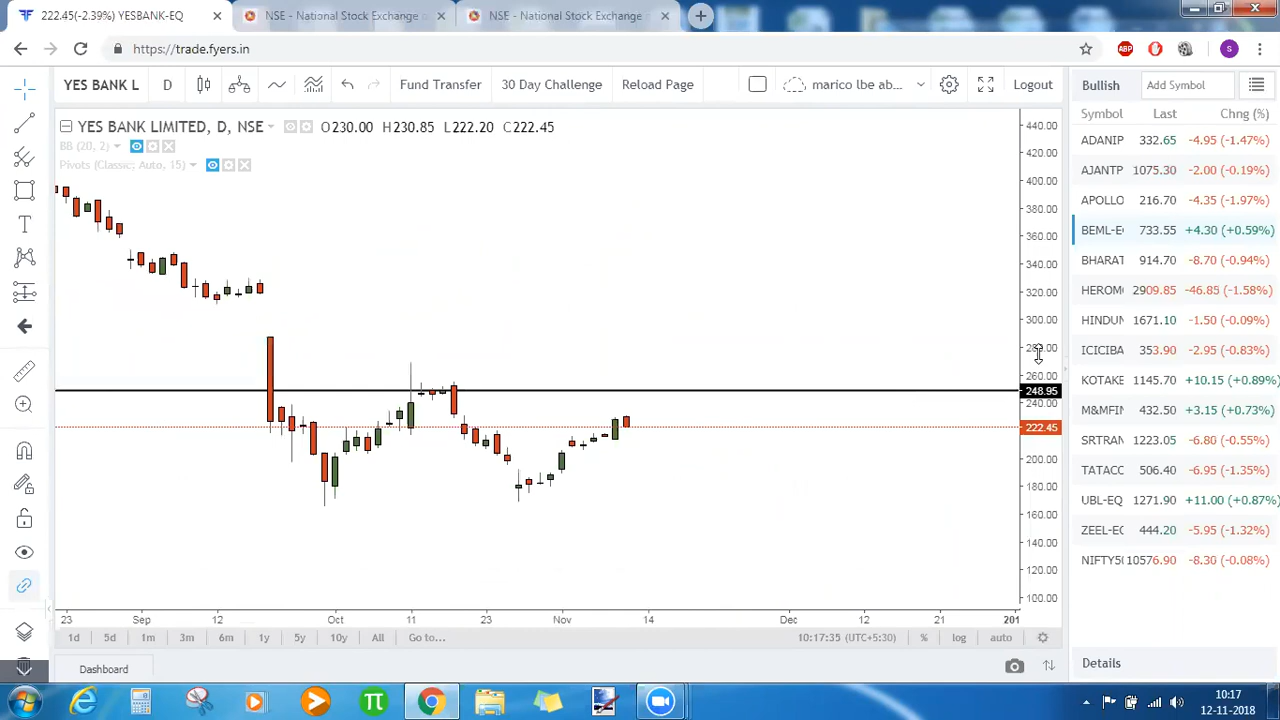 222.45(-2.39%) YESBANK-EQ
NSE - National Stock Exchange o
NSE - National Stock Exchange
https://trade.fyers.in
ABP
S
YES BANK L
D
Fund Transfer
30 Day Challenge
Reload Page
marico lbe ab...
Logout
Bullish
Add Symbol
YES BANK LIMITED, D, NSE
O230.00 H230.85 L222.20 C222.45
BB (20, 2)
Pivots (Classic, Auto, 15)
440.00
420.00
400.00
380.00
360.00
340.00
320.00
300.00
280.00
260.00
248.95
240.00
222.45
200.00
180.00
160.00
140.00
120.00
100.00
Symbol Last Chng (%)
ADANIP 332.65 -4.95 (-1.47%)
AJANTP 1075.30 -2.00 (-0.19%)
APOLLO 216.70 -4.35 (-1.97%)
BEML-E 733.55 +4.30 (+0.59%)
BHARAT 914.70 -8.70 (-0.94%)
HEROM 2909.85 -46.85 (-1.58%)
HINDUN 1671.10 -1.50 (-0.09%)
ICICIBA 353.90 -2.95 (-0.83%)
KOTAKE 1145.70 +10.15 (+0.89%)
M&MFIN 432.50 +3.15 (+0.73%)
SRTRAN 1223.05 -6.80 (-0.55%)
TATACC 506.40 -6.95 (-1.35%)
UBL-EQ 1271.90 +11.00 (+0.87%)
ZEEL-EC 444.20 -5.95 (-1.32%)
NIFTY50 10576.90 -8.30 (-0.08%)
23 Sep 12 Oct 11 23 Nov 14 Dec 12 21 201
1d 5d 1m 3m 6m 1y 5y 10y All Go to...
10:17:35 (UTC+5:30) % log auto
Dashboard
Details
10:17
12-11-2018